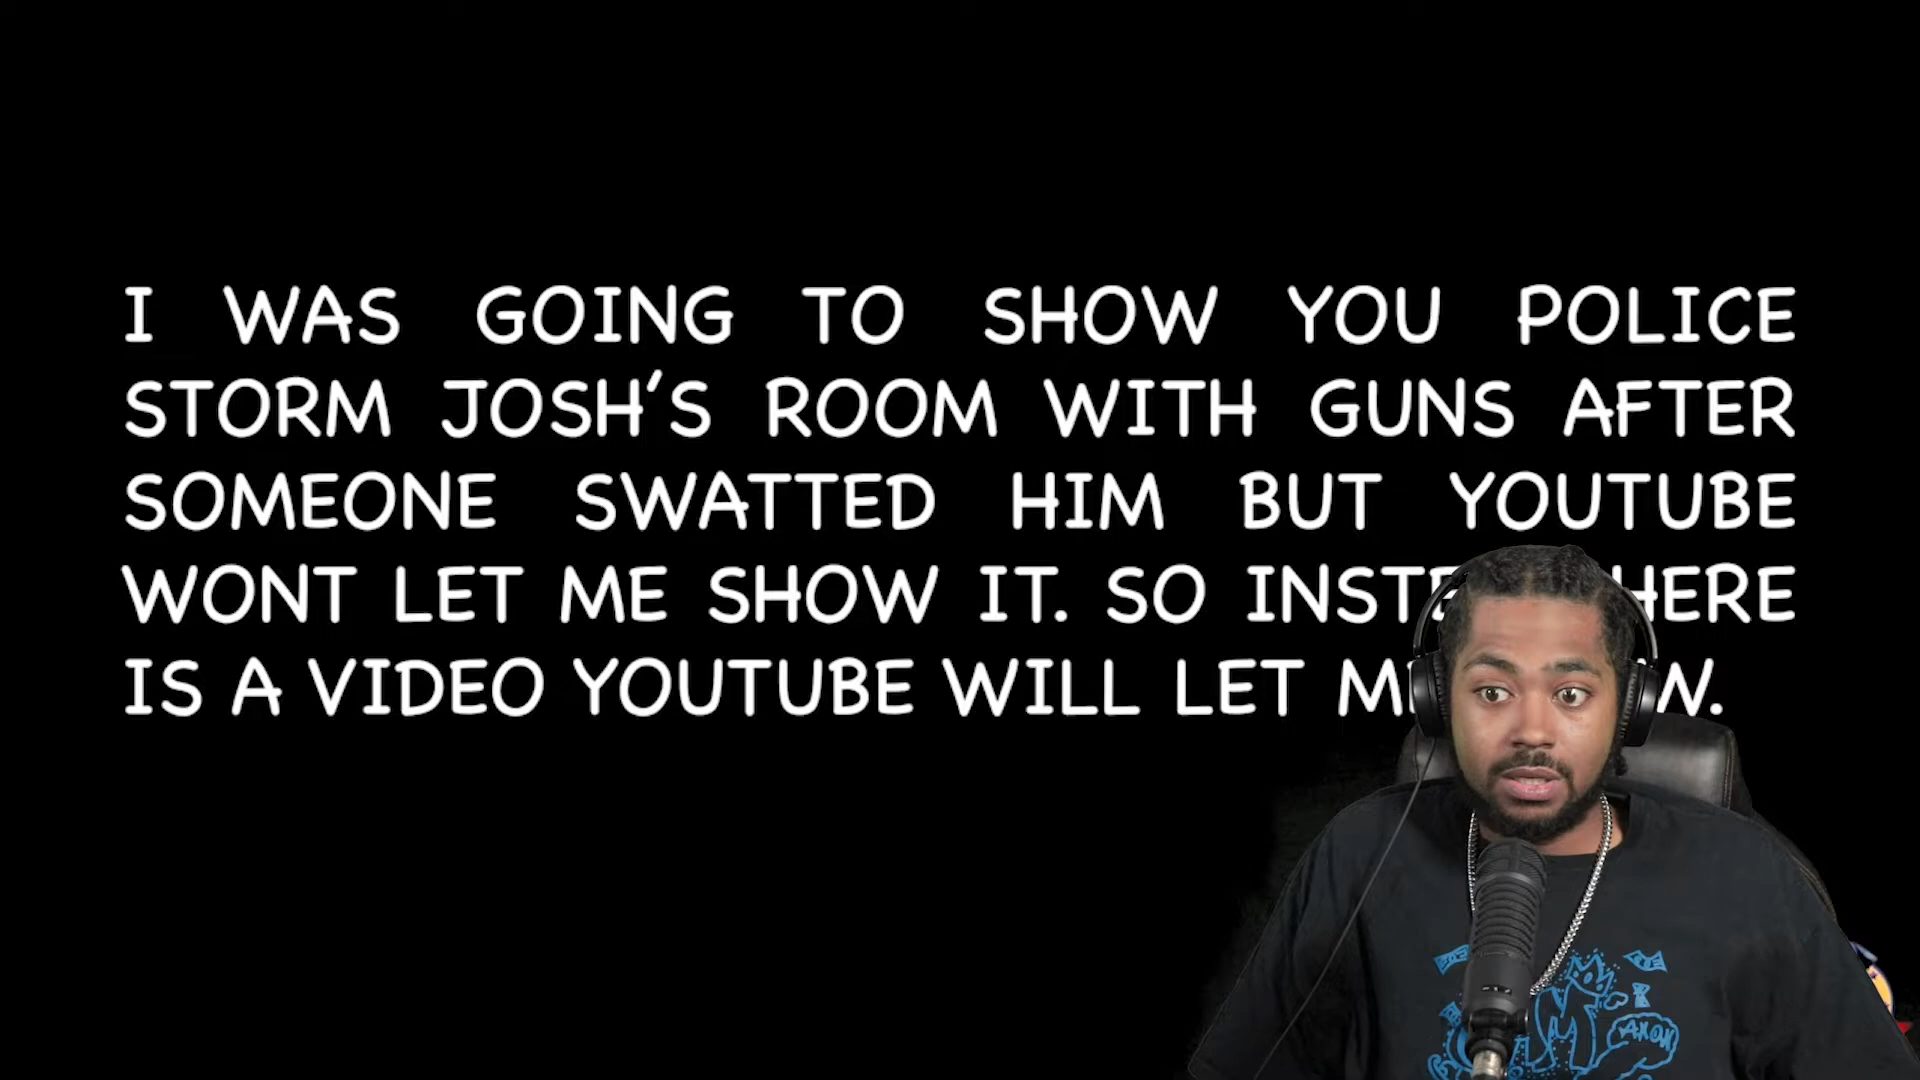 I WAS GOING TO SHOW YOU POLICE
STORM JOSH'S ROOM WITH GUNS AFTER
SOMEONE SWATTED HIM BUT YOUTUBE
WONT LET ME SHOW IT. SO HERE
IS A VIDEO YOUTUBE WILL LET